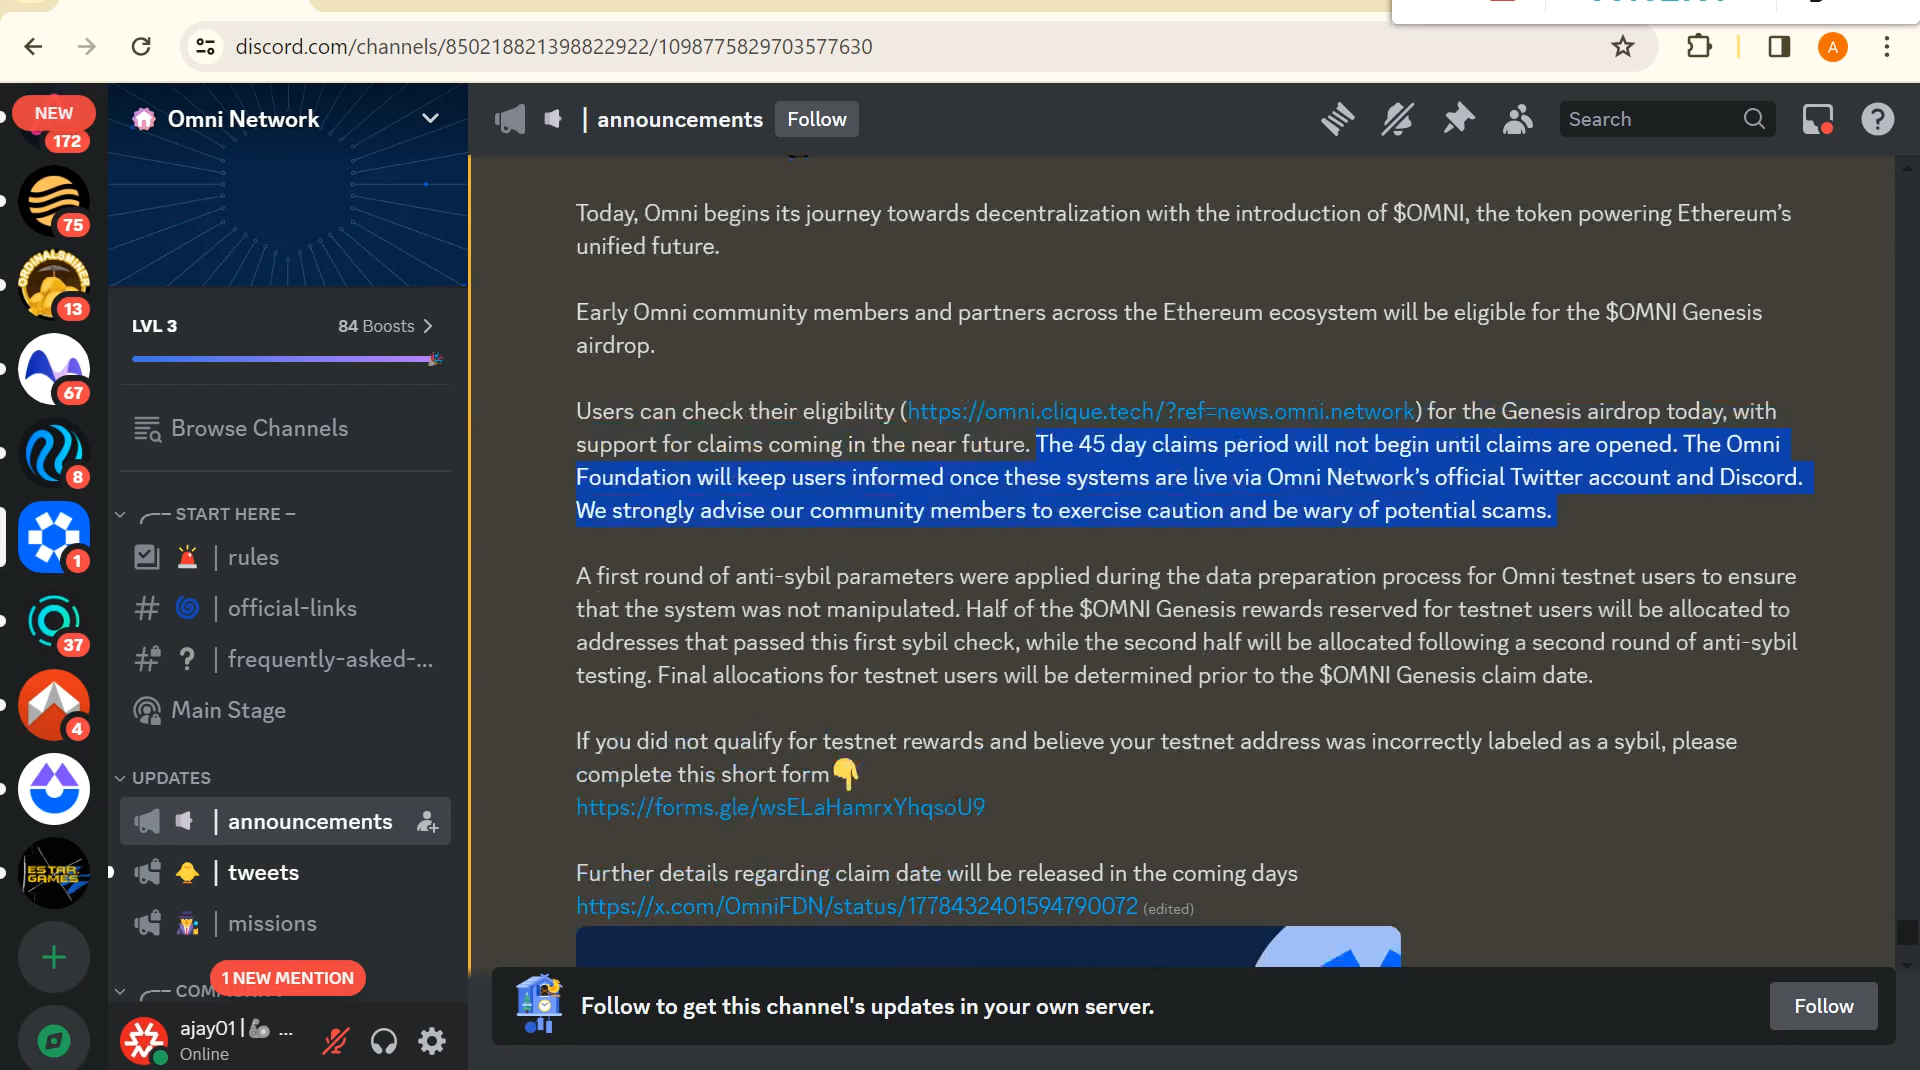 discord.com/channels/850218821398822922/1098775829703577630
A
NEW
172
75
ORDINALSMINER
13
67
8
1
37
4
ESTAR.
GAMES
Omni Network
LVL 3
84 Boosts
Browse Channels
START HERE –
| rules
# | official-links
# ? | frequently-asked-...
Main Stage
UPDATES
| announcements
| tweets
| missions
1 NEW MENTION
ajay01| ...
Online
| announcements
Follow
Search
Today, Omni begins its journey towards decentralization with the introduction of $OMNI, the token powering Ethereum’s
unified future.
Early Omni community members and partners across the Ethereum ecosystem will be eligible for the $OMNI Genesis
airdrop.
Users can check their eligibility (https://omni.clique.tech/?ref=news.omni.network) for the Genesis airdrop today, with
support for claims coming in the near future. The 45 day claims period will not begin until claims are opened. The Omni
Foundation will keep users informed once these systems are live via Omni Network’s official Twitter account and Discord.
We strongly advise our community members to exercise caution and be wary of potential scams.
A first round of anti-sybil parameters were applied during the data preparation process for Omni testnet users to ensure
that the system was not manipulated. Half of the $OMNI Genesis rewards reserved for testnet users will be allocated to
addresses that passed this first sybil check, while the second half will be allocated following a second round of anti-sybil
testing. Final allocations for testnet users will be determined prior to the $OMNI Genesis claim date.
If you did not qualify for testnet rewards and believe your testnet address was incorrectly labeled as a sybil, please
complete this short form👇
https://forms.gle/wsELaHamrxYhqsoU9
Further details regarding claim date will be released in the coming days
https://x.com/OmniFDN/status/1778432401594790072 (edited)
Follow to get this channel's updates in your own server.
Follow